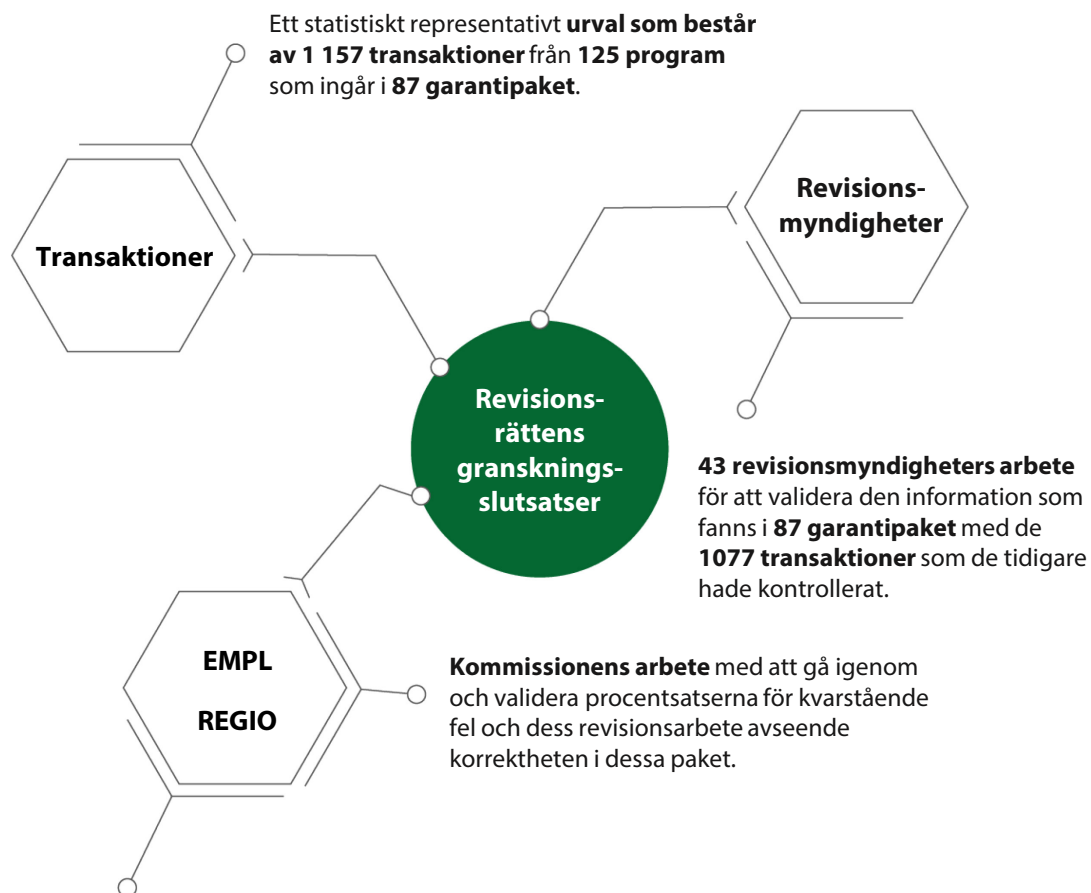 Ett statistiskt representativt urval som består
av 1 157 transaktioner från 125 program
som ingår i 87 garantipaket.
Transaktioner
Revisions-
myndigheter
Revisions-
rättens
gransknings-
slutsatser
43 revisionsmyndigheters arbete
för att validera den information som
fanns i 87 garantipaket med de
1077 transaktioner som de tidigare
hade kontrollerat.
EMPL
REGIO
Kommissionens arbete med att gå igenom
och validera procentsatserna för kvarstående
fel och dess revisionsarbete avseende
korrektheten i dessa paket.